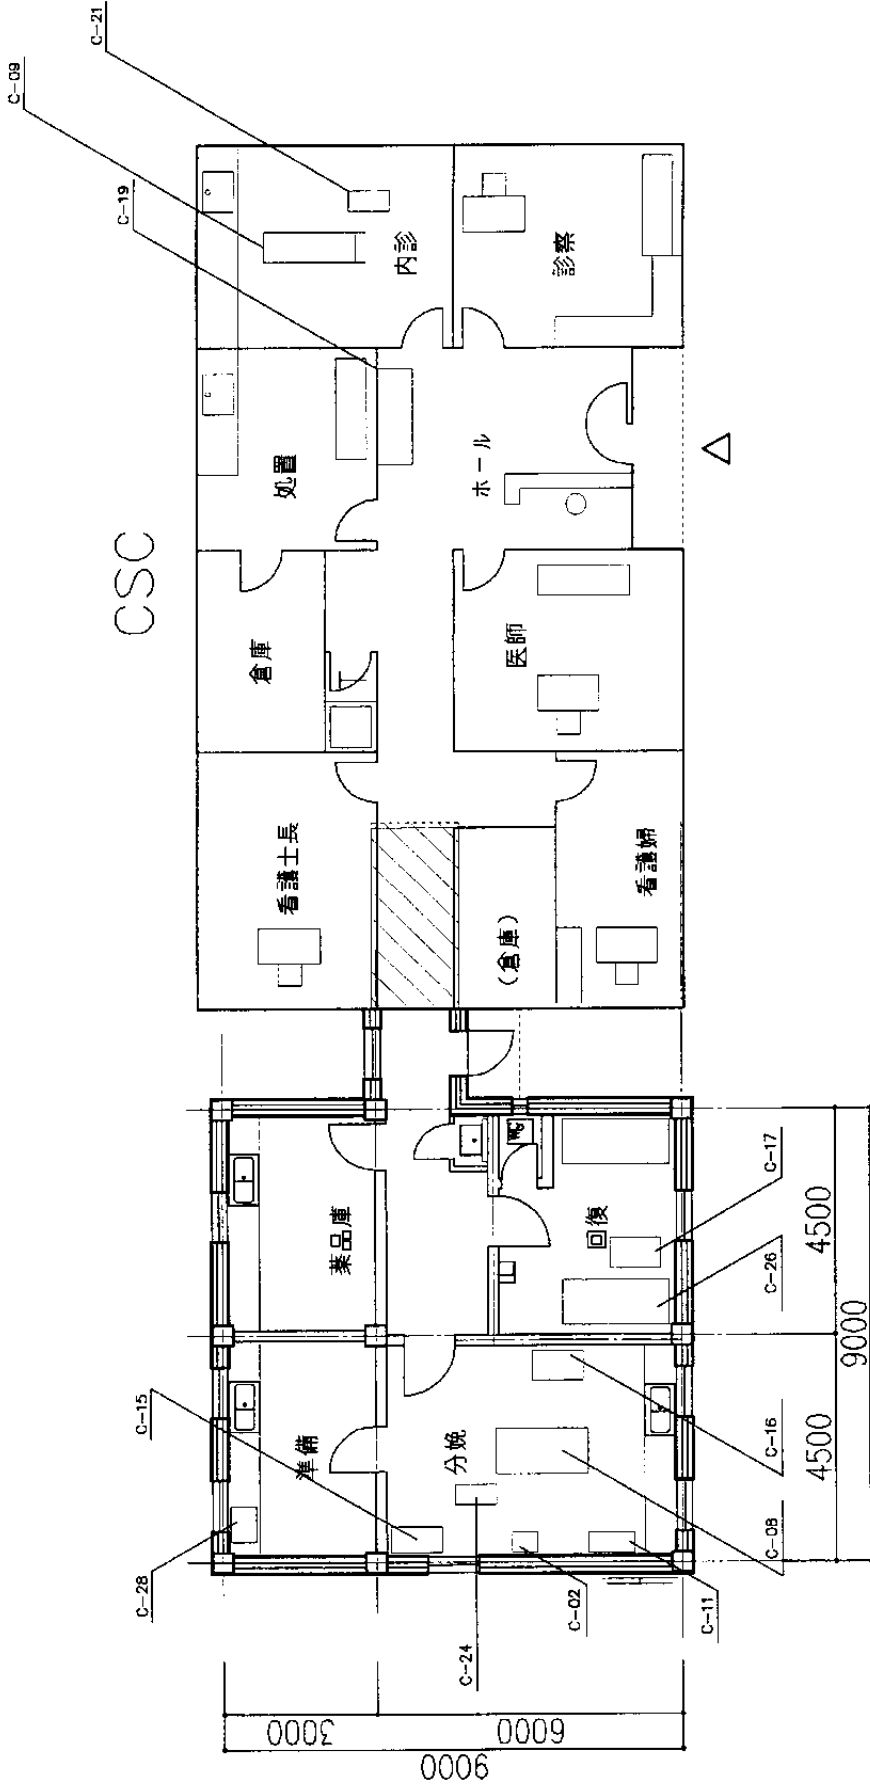 CSC
C-21
C-09
C-19
内診
診察
処置
ホール
倉庫
医師
看護士長
(倉庫)
看護婦
WC
薬品庫
回復
C-17
C-26
C-15
準備
分娩
C-16
C-28
C-24
C-02
C-11
C-08
4500
4500
9000
3000
6000
9000